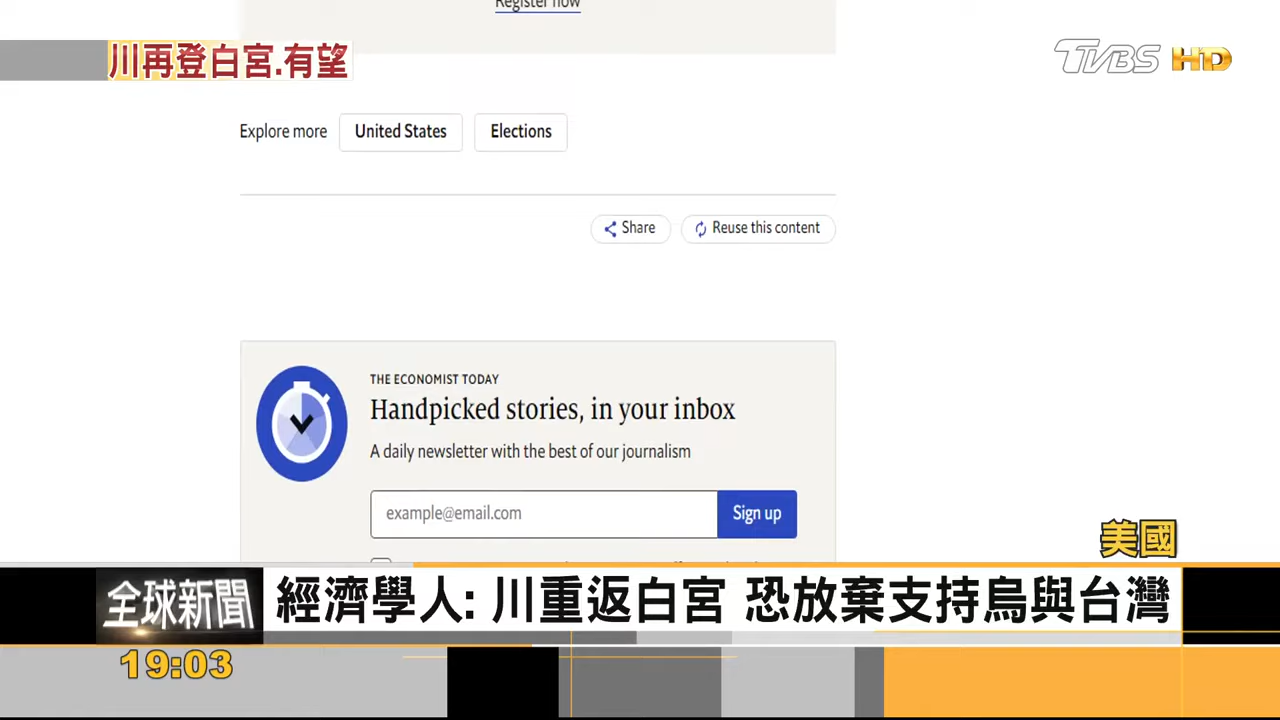 Register now
川再登白宮.有望
TVBS HD
Explore more
United States
Elections
Share
Reuse this content
THE ECONOMIST TODAY
Handpicked stories, in your inbox
A daily newsletter with the best of our journalism
example@email.com
Sign up
美國
全球新聞
經濟學人: 川重返白宮 恐放棄支持烏與台灣
19:03